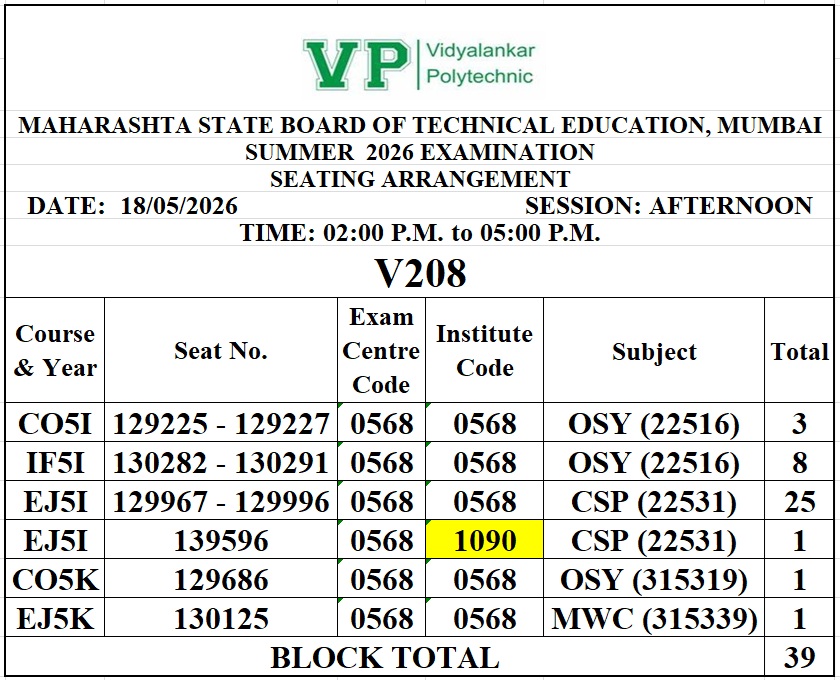 VP Vidyalankar
Polytechnic
MAHARASHTA STATE BOARD OF TECHNICAL EDUCATION, MUMBAI
SUMMER 2026 EXAMINATION
SEATING ARRANGEMENT
DATE: 18/05/2026 SESSION: AFTERNOON
TIME: 02:00 P.M. to 05:00 P.M.
V208
Course & Year Seat No. Exam Centre Code Institute Code Subject Total
CO5I 129225 - 129227 0568 0568 OSY (22516) 3
IF5I 130282 - 130291 0568 0568 OSY (22516) 8
EJ5I 129967 - 129996 0568 0568 CSP (22531) 25
EJ5I 139596 0568 1090 CSP (22531) 1
CO5K 129686 0568 0568 OSY (315319) 1
EJ5K 130125 0568 0568 MWC (315339) 1
BLOCK TOTAL 39